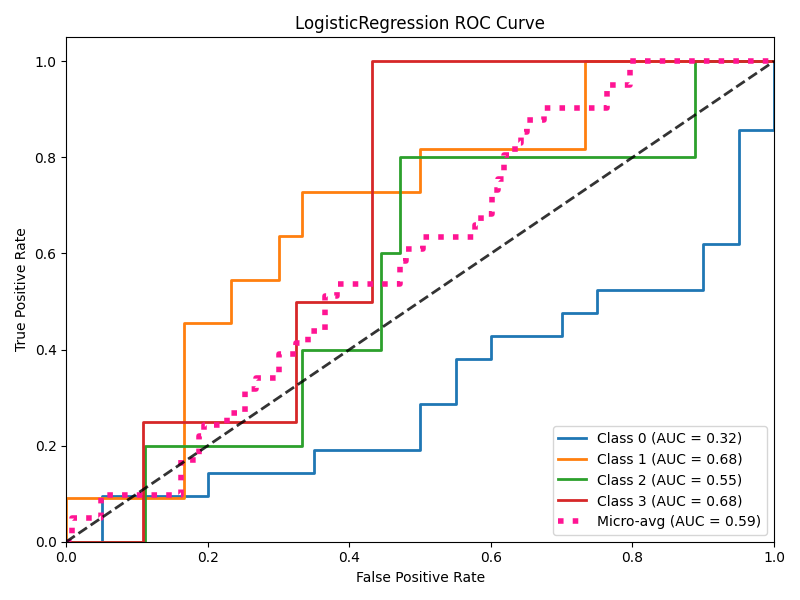 LogisticRegression ROC Curve
True Positive Rate
1.0
0.8
0.6
0.4
0.2
0.0
Class 0 (AUC = 0.32)
Class 1 (AUC = 0.68)
Class 2 (AUC = 0.55)
Class 3 (AUC = 0.68)
Micro-avg (AUC = 0.59)
0.0 0.2 0.4 0.6 0.8 1.0
False Positive Rate